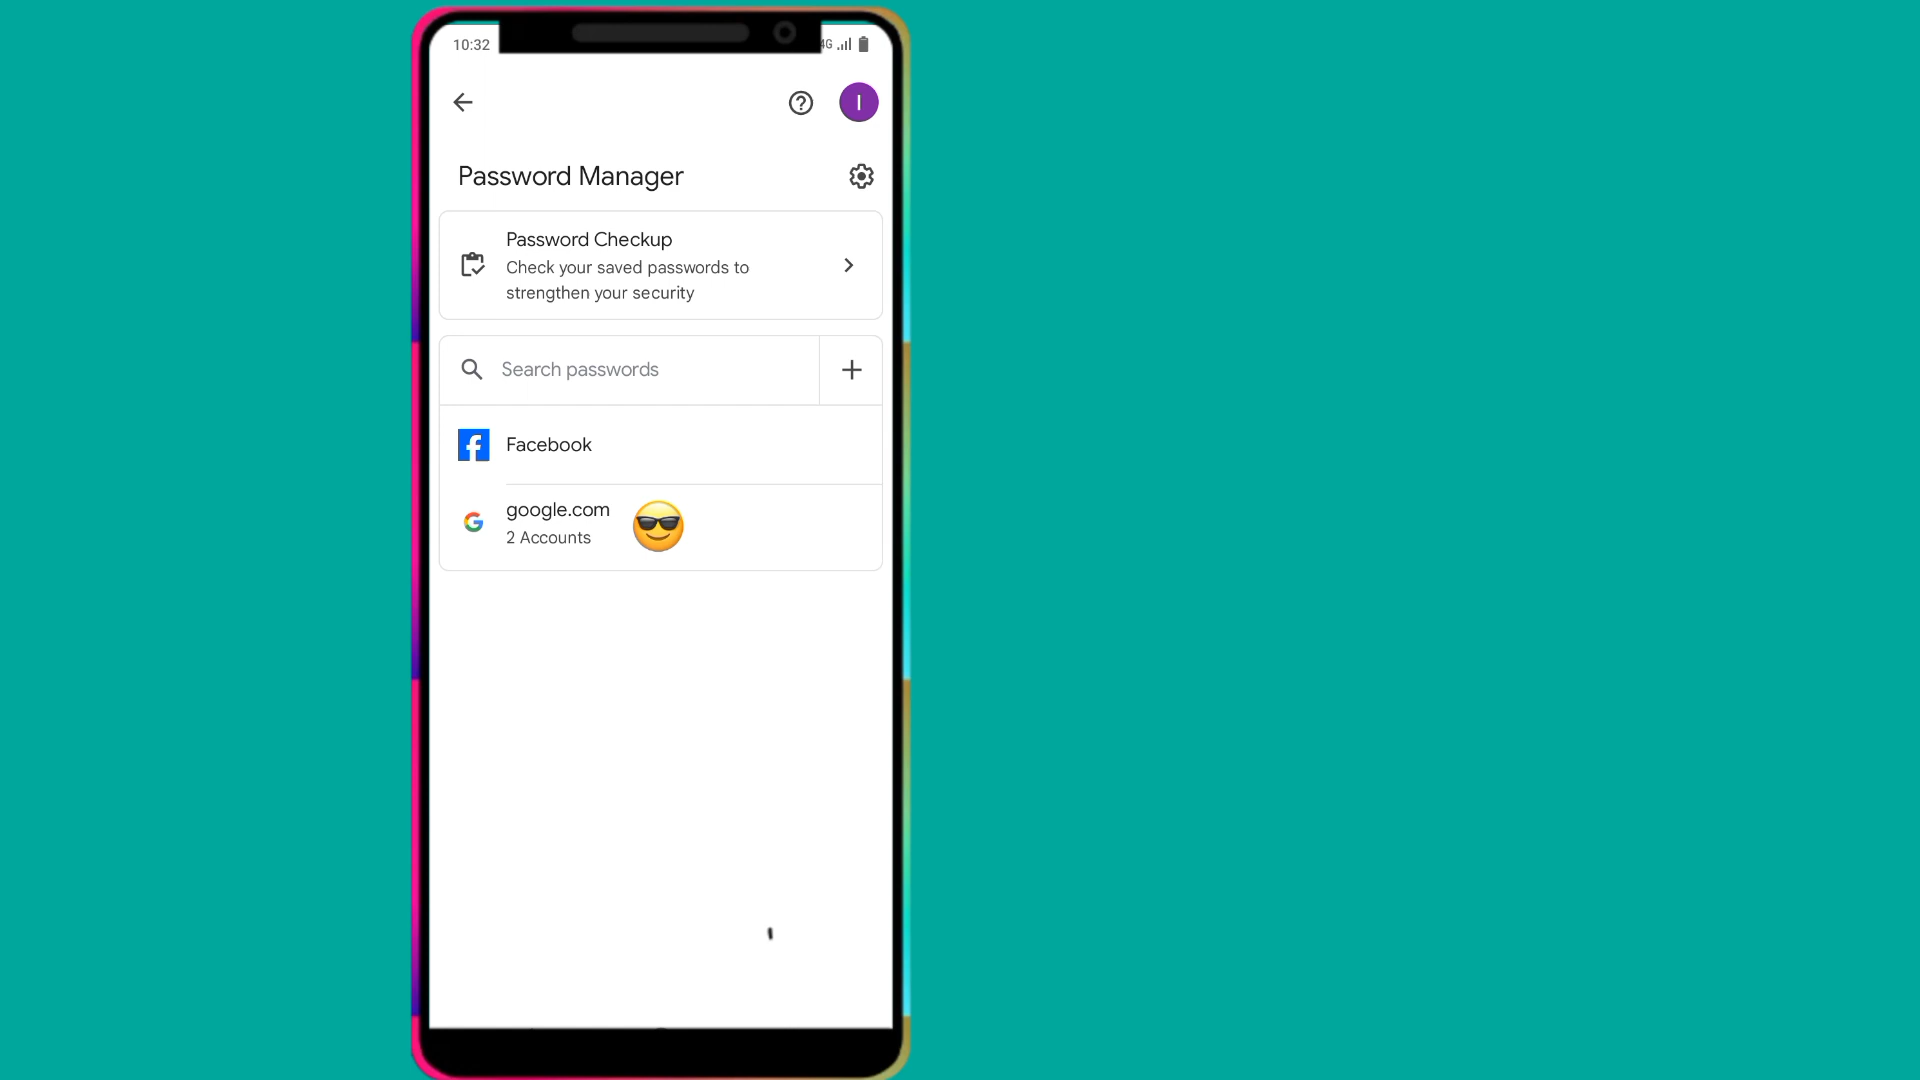 10:32
4G
I
Password Manager
Password Checkup
Check your saved passwords to
strengthen your security
Search passwords
Facebook
google.com
2 Accounts